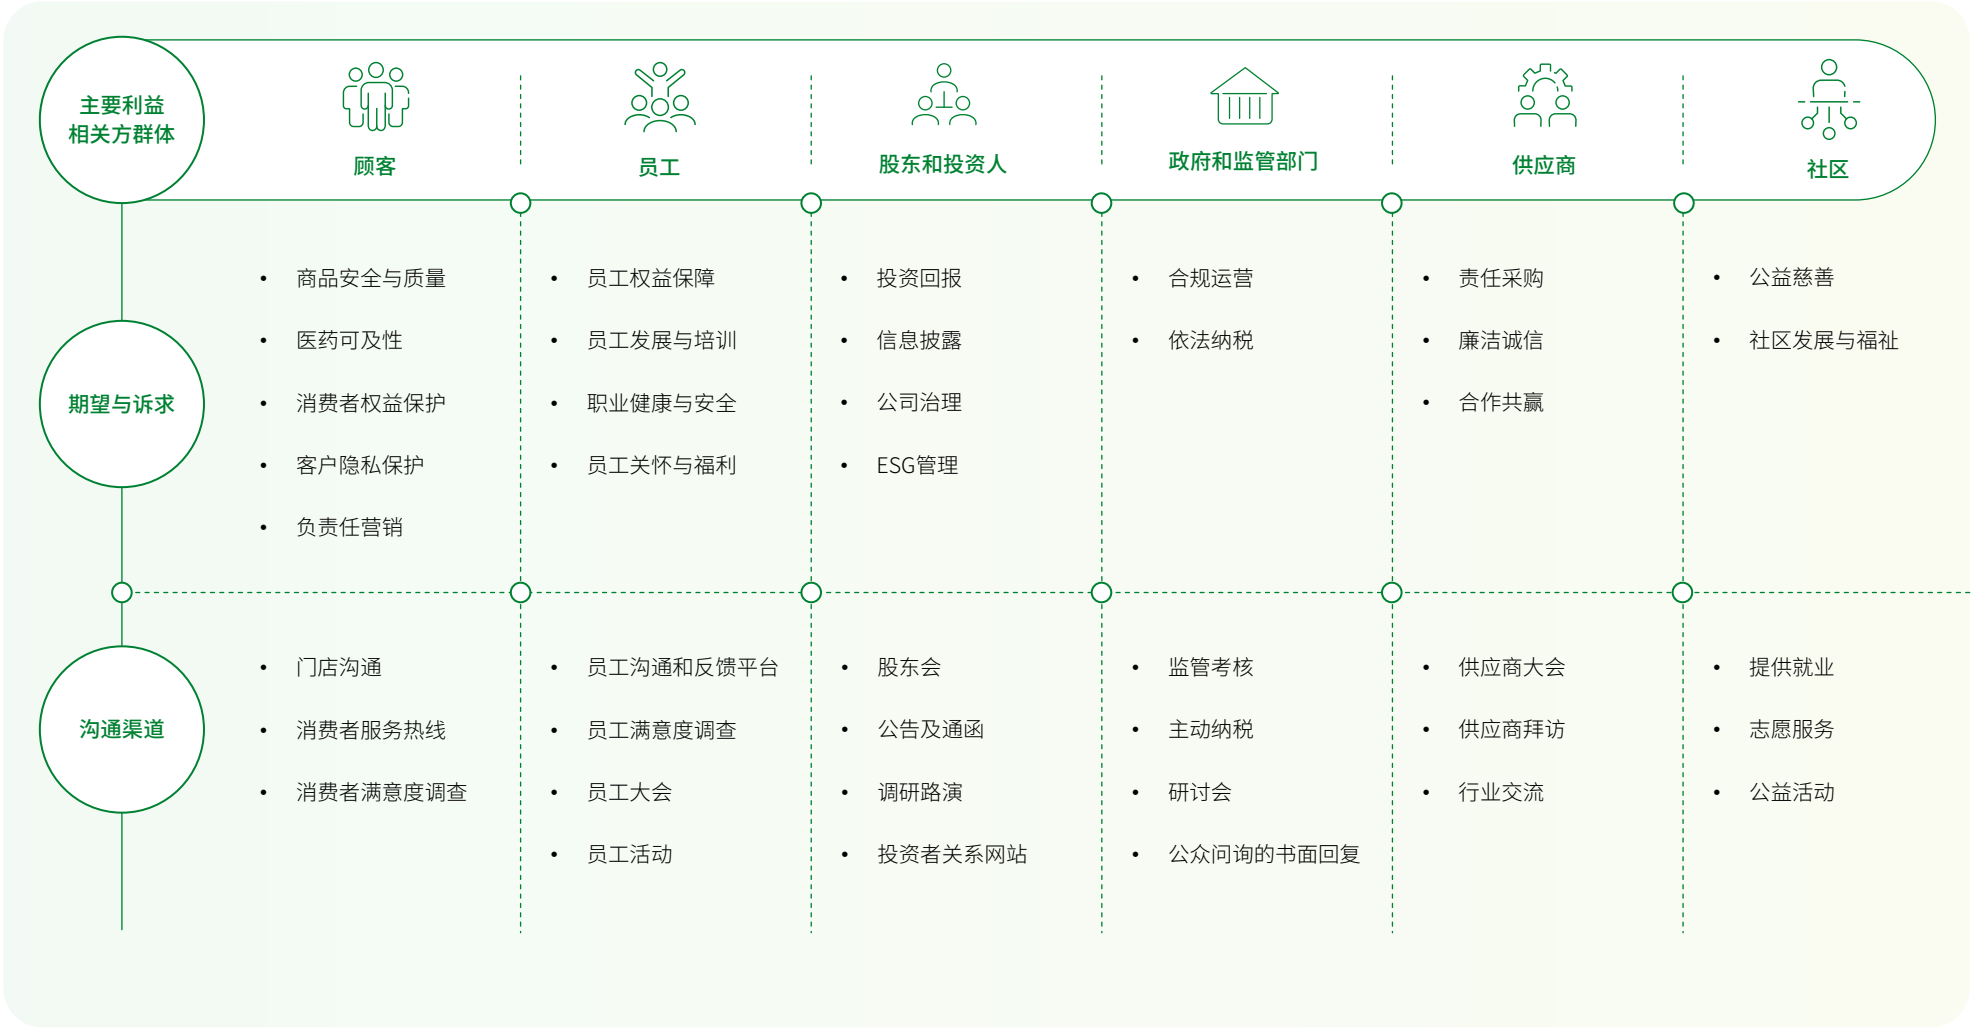 主要利益
相关方群体
顾客
员工
股东和投资人
政府和监管部门
供应商
社区
期望与诉求
• 商品安全与质量
• 医药可及性
• 消费者权益保护
• 客户隐私保护
• 负责任营销
• 员工权益保障
• 员工发展与培训
• 职业健康与安全
• 员工关怀与福利
• 投资回报
• 信息披露
• 公司治理
• ESG管理
• 合规运营
• 依法纳税
• 责任采购
• 廉洁诚信
• 合作共赢
• 公益慈善
• 社区发展与福祉
沟通渠道
• 门店沟通
• 消费者服务热线
• 消费者满意度调查
• 员工沟通和反馈平台
• 员工满意度调查
• 员工大会
• 员工活动
• 股东会
• 公告及通函
• 调研路演
• 投资者关系网站
• 监管考核
• 主动纳税
• 研讨会
• 公众问询的书面回复
• 供应商大会
• 供应商拜访
• 行业交流
• 提供就业
• 志愿服务
• 公益活动